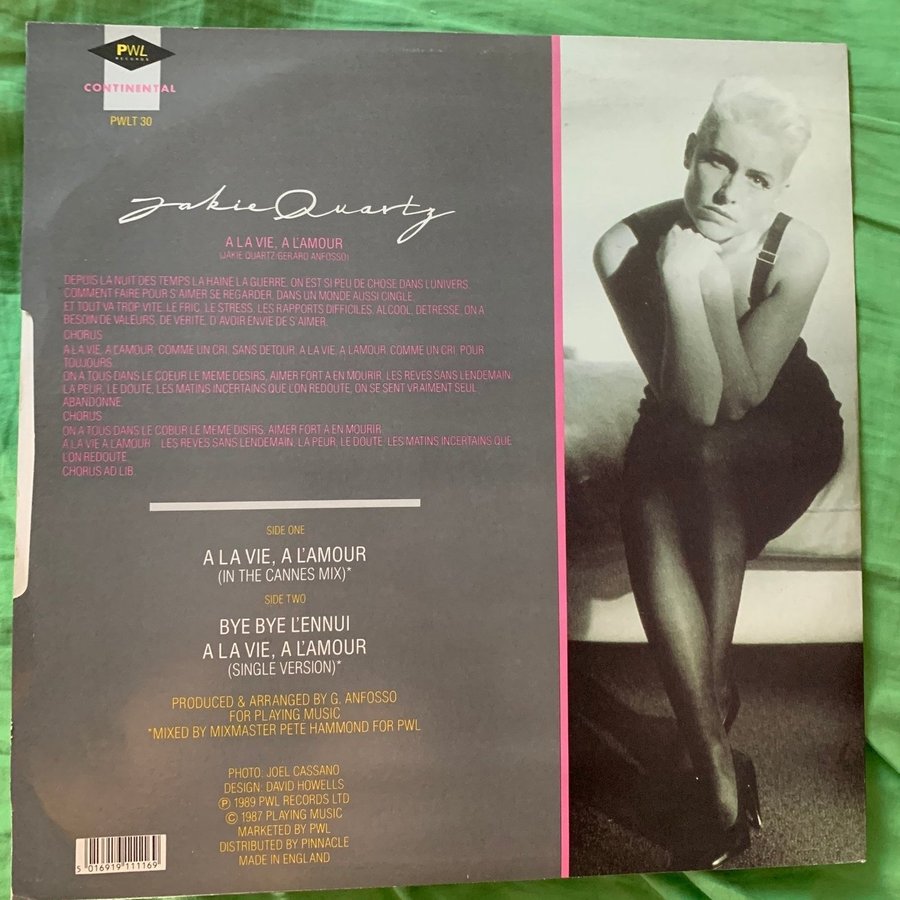 PWL
RECORDS
CONTINENTAL
PWLT 30
Jakie Quartz
A LA VIE, A L'AMOUR
(JAKIE QUARTZ/GERARD ANFOSSO)
DEPUIS LA NUIT DES TEMPS LA HAINE LA GUERRE, ON EST SI PEU DE CHOSE DANS L'UNIVERS.
COMMENT FAIRE POUR S'AIMER SE REGARDER, DANS UN MONDE AUSSI CINGLE.
ET TOUT VA TROP VITE, LE FRIC, LE STRESS, LES RAPPORTS DIFFICILES, ALCOOL, DETRESSE, ON A
BESOIN DE VALEURS, DE VERITE, D'AVOIR ENVIE DE S'AIMER.
CHORUS
A LA VIE, A L'AMOUR, COMME UN CRI, SANS DETOUR, A LA VIE, A L'AMOUR, COMME UN CRI, POUR
TOUJOURS.
ON A TOUS DANS LE COEUR LE MEME DESIRS, AIMER FORT A EN MOURIR, LES REVES SANS LENDEMAIN,
LA PEUR, LE DOUTE, LES MATINS INCERTAINS QUE L'ON REDOUTE, ON SE SENT VRAIMENT SEUL
ABANDONNE.
CHORUS
ON A TOUS DANS LE COBUR LE MEME DISIRS, AIMER FORT A EN MOURIR.
A LA VIE A L'AMOUR LES REVES SANS LENDEMAIN, LA PEUR, LE DOUTE, LES MATINS INCERTAINS QUE
L'ON REDOUTE.
CHORUS AD LIB.
SIDE ONE
A LA VIE, A L'AMOUR
(IN THE CANNES MIX)*
SIDE TWO
BYE BYE L'ENNUI
A LA VIE, A L'AMOUR
(SINGLE VERSION)*
PRODUCED & ARRANGED BY G. ANFOSSO
FOR PLAYING MUSIC
*MIXED BY MIXMASTER PETE HAMMOND FOR PWL
PHOTO: JOEL CASSANO
DESIGN: DAVID HOWELLS
℗ 1989 PWL RECORDS LTD
© 1987 PLAYING MUSIC
MARKETED BY PWL
DISTRIBUTED BY PINNACLE
MADE IN ENGLAND
5 016919 111169